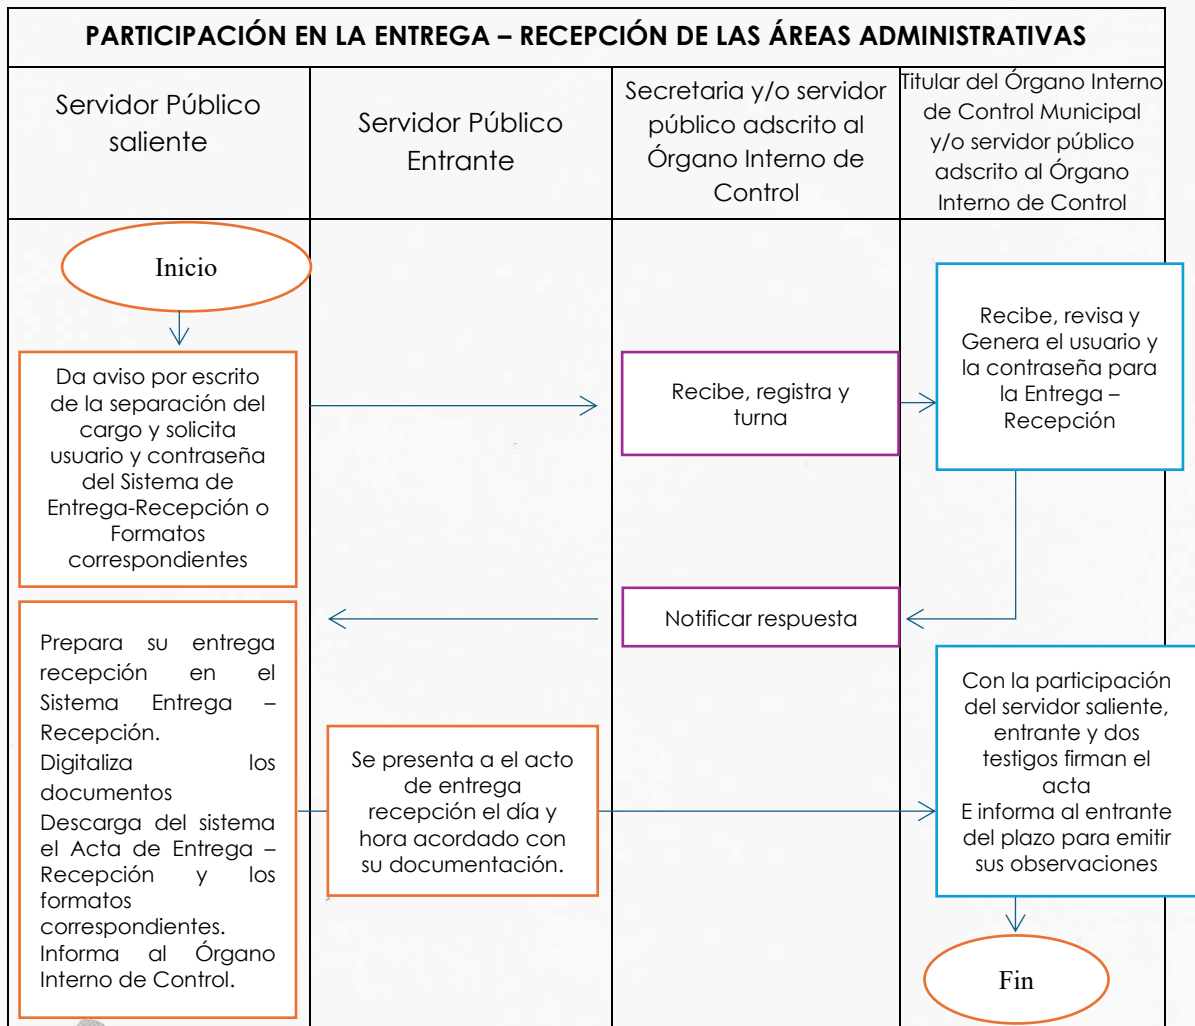 PARTICIPACIÓN EN LA ENTREGA – RECEPCIÓN DE LAS ÁREAS ADMINISTRATIVAS
Servidor Público
saliente
Servidor Público
Entrante
Secretaria y/o servidor
público adscrito al
Órgano Interno de
Control
Titular del Órgano Interno
de Control Municipal
y/o servidor público
adscrito al Órgano
Interno de Control
Inicio
Da aviso por escrito
de la separación del
cargo y solicita
usuario y contraseña
del Sistema de
Entrega-Recepción o
Formatos
correspondientes
Recibe, registra y
turna
Recibe, revisa y
Genera el usuario y
la contraseña para
la Entrega –
Recepción
Notificar respuesta
Prepara su entrega
recepción en el
Sistema Entrega –
Recepción.
Digitaliza los
documentos
Descarga del sistema
el Acta de Entrega –
Recepción y los
formatos
correspondientes.
Informa al Órgano
Interno de Control.
Se presenta a el acto
de entrega
recepción el día y
hora acordado con
su documentación.
Con la participación
del servidor saliente,
entrante y dos
testigos firman el
acta
E informa al entrante
del plazo para emitir
sus observaciones
Fin